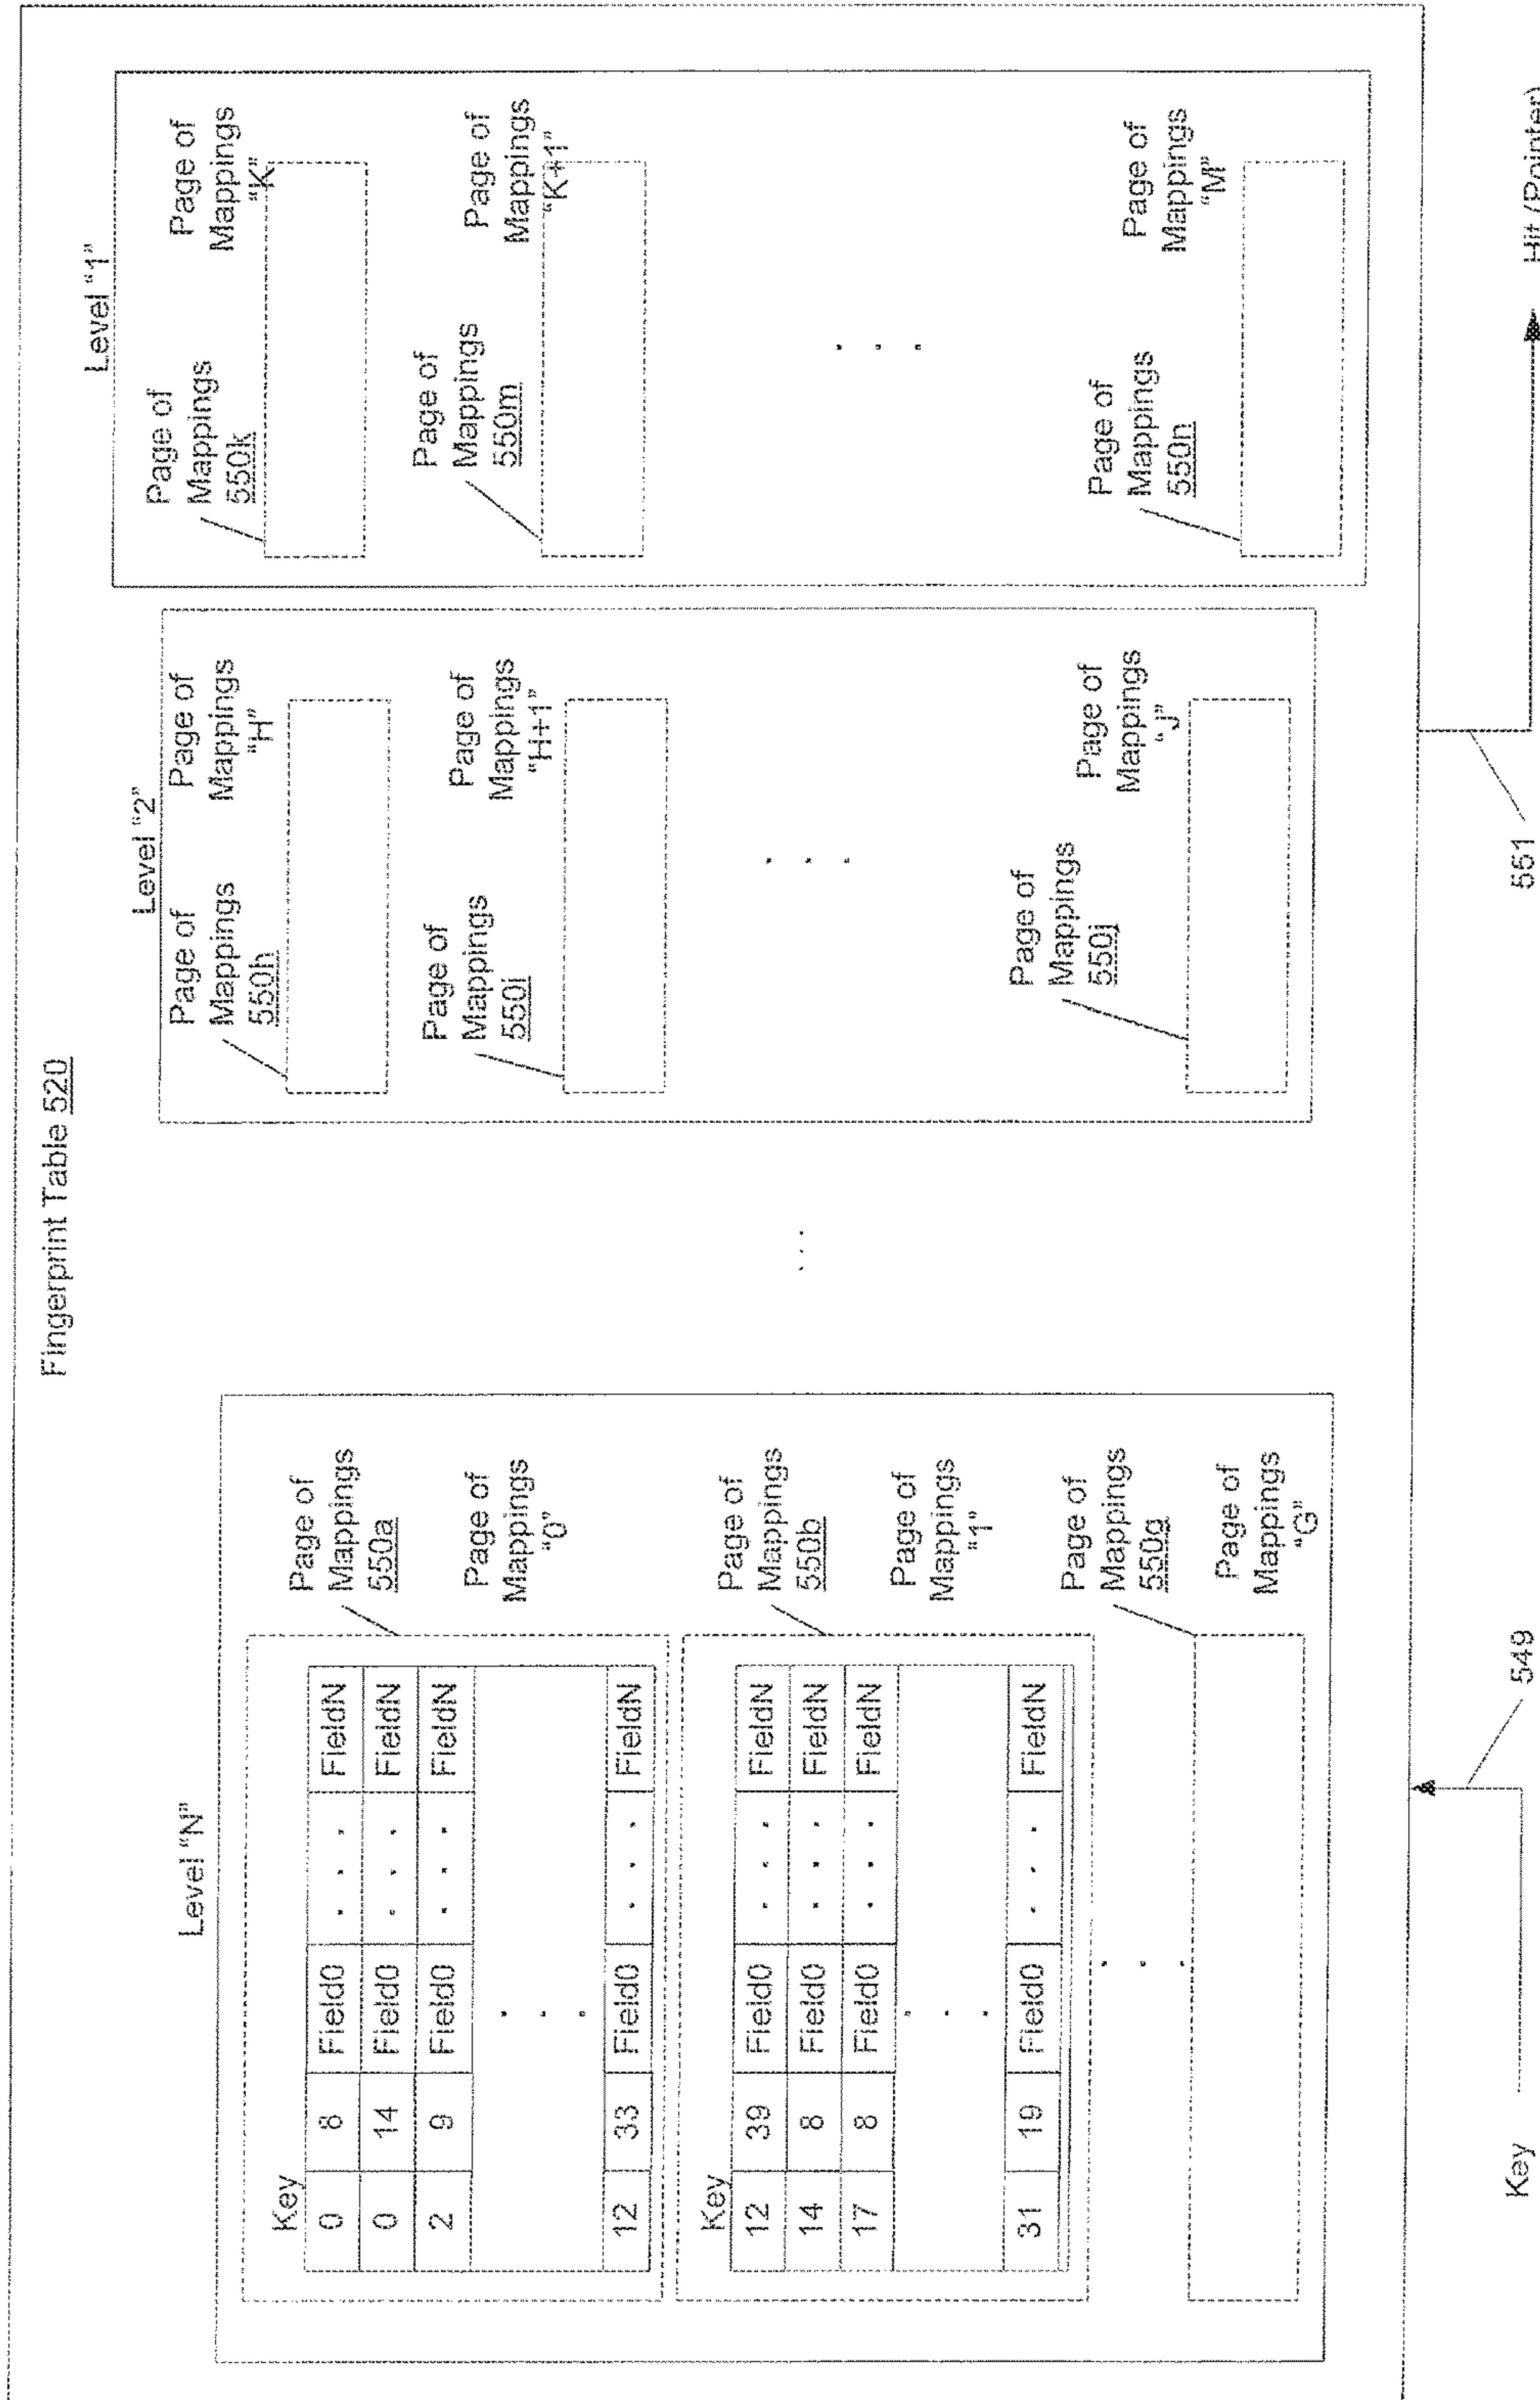 Fingerprint Table 520
Level “N”
Key
0 8 Field0 . . . FieldN
0 14 Field0 . . . FieldN
2 9 Field0 . . . FieldN
. . .
12 33 Field0 . . . FieldN
Page of
Mappings
550a
Page of
Mappings
“0”
Key
12 39 Field0 . . . FieldN
14 8 Field0 . . . FieldN
17 8 Field0 . . . FieldN
. . .
31 19 Field0 . . . FieldN
Page of
Mappings
550b
Page of
Mappings
“1”
. . .
Page of
Mappings
550g
Page of
Mappings
“G”
. . .
Level “2”
Page of
Mappings
550h
Page of
Mappings
“H”
Page of
Mappings
550i
Page of
Mappings
“H+1”
. . .
Page of
Mappings
550j
Page of
Mappings
“J”
Level “1”
Page of
Mappings
550k
Page of
Mappings
“K”
Page of
Mappings
550m
Page of
Mappings
“K+1”
. . .
Page of
Mappings
550n
Page of
Mappings
“M”
Key
549
551
Hit (Pointer)